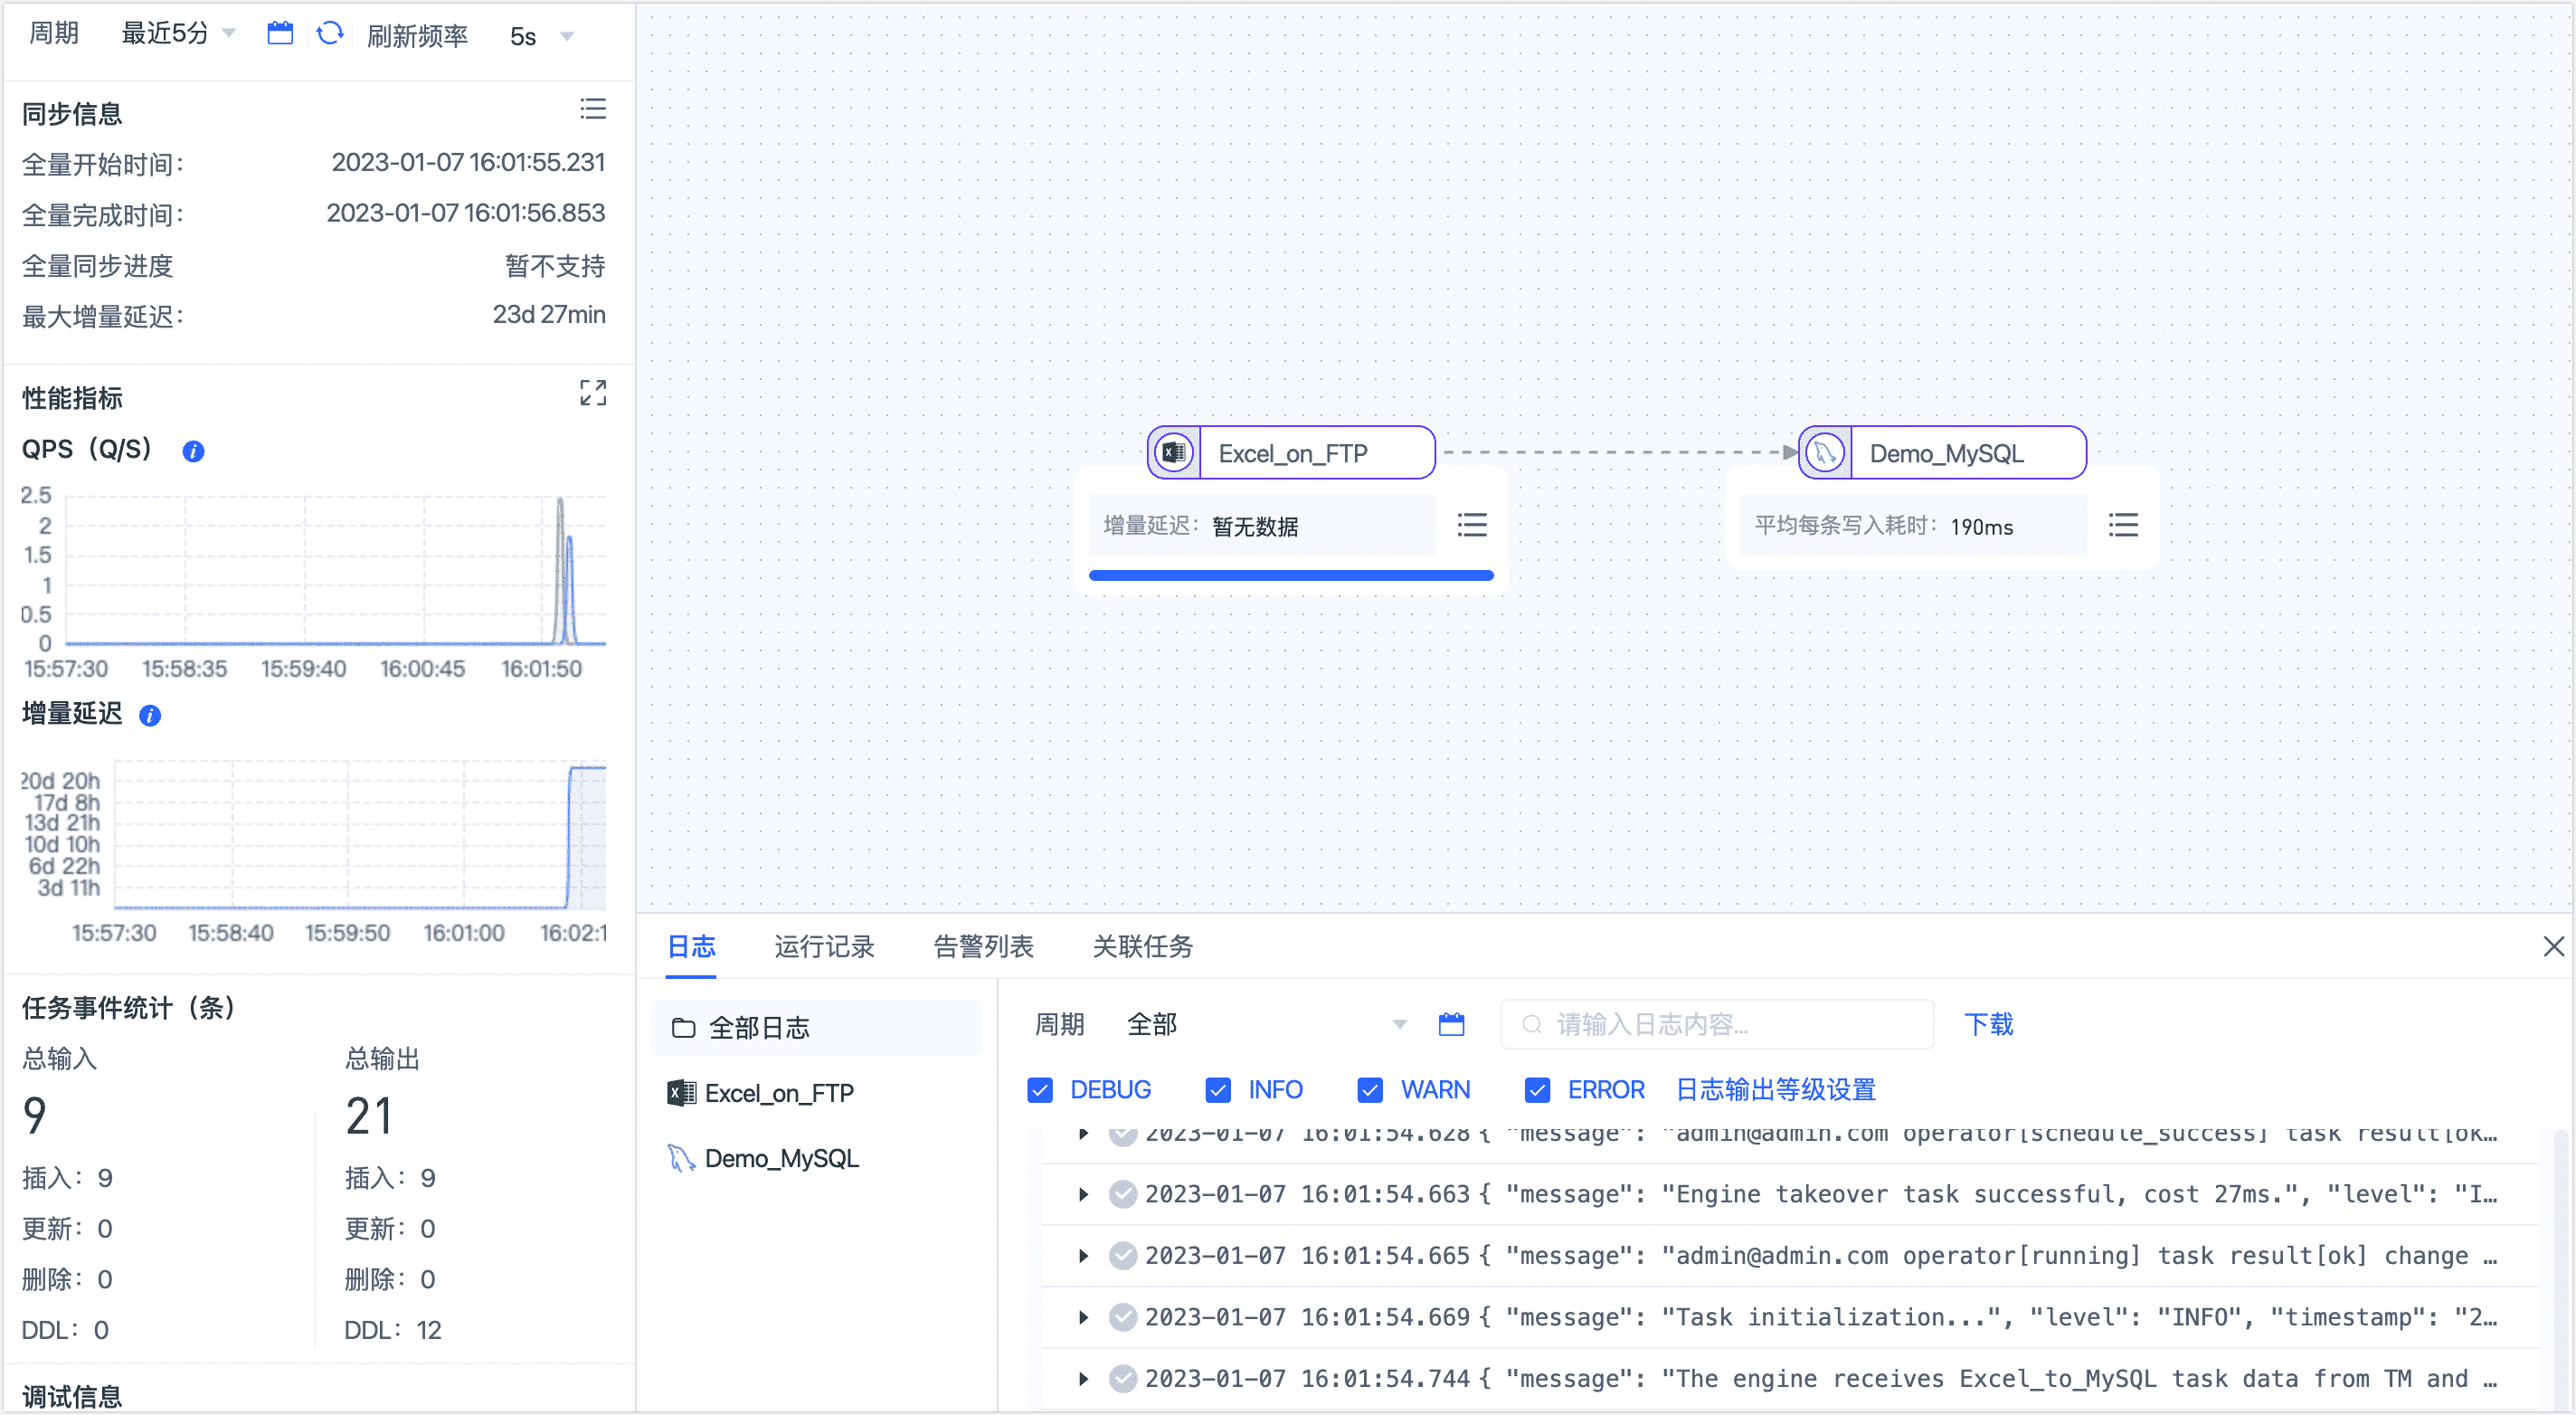 周期 最近5分 刷新频率 5s
同步信息
全量开始时间： 2023-01-07 16:01:55.231
全量完成时间： 2023-01-07 16:01:56.853
全量同步进度 暂不支持
最大增量延迟： 23d 27min
性能指标
QPS（Q/S）
2.5
2
1.5
1
0.5
0
15:57:30 15:58:35 15:59:40 16:00:45 16:01:50
增量延迟
20d 20h
17d 8h
13d 21h
10d 10h
6d 22h
3d 11h
15:57:30 15:58:40 15:59:50 16:01:00 16:02:1
任务事件统计（条）
总输入 总输出
9 21
插入： 9 插入： 9
更新： 0 更新： 0
删除： 0 删除： 0
DDL： 0 DDL： 12
调试信息
Excel_on_FTP
增量延迟： 暂无数据
Demo_MySQL
平均每条写入耗时： 190ms
日志 运行记录 告警列表 关联任务
全部日志
Excel_on_FTP
Demo_MySQL
周期 全部 请输入日志内容... 下载
DEBUG INFO WARN ERROR 日志输出等级设置
2023-01-07 16:01:54.628 { "message": "admin@admin.com operator[schedule_success] task result[ok…
2023-01-07 16:01:54.663 { "message": "Engine takeover task successful, cost 27ms.", "level": "I…
2023-01-07 16:01:54.665 { "message": "admin@admin.com operator[running] task result[ok] change …
2023-01-07 16:01:54.669 { "message": "Task initialization...", "level": "INFO", "timestamp": "2…
2023-01-07 16:01:54.744 { "message": "The engine receives Excel_to_MySQL task data from TM and …